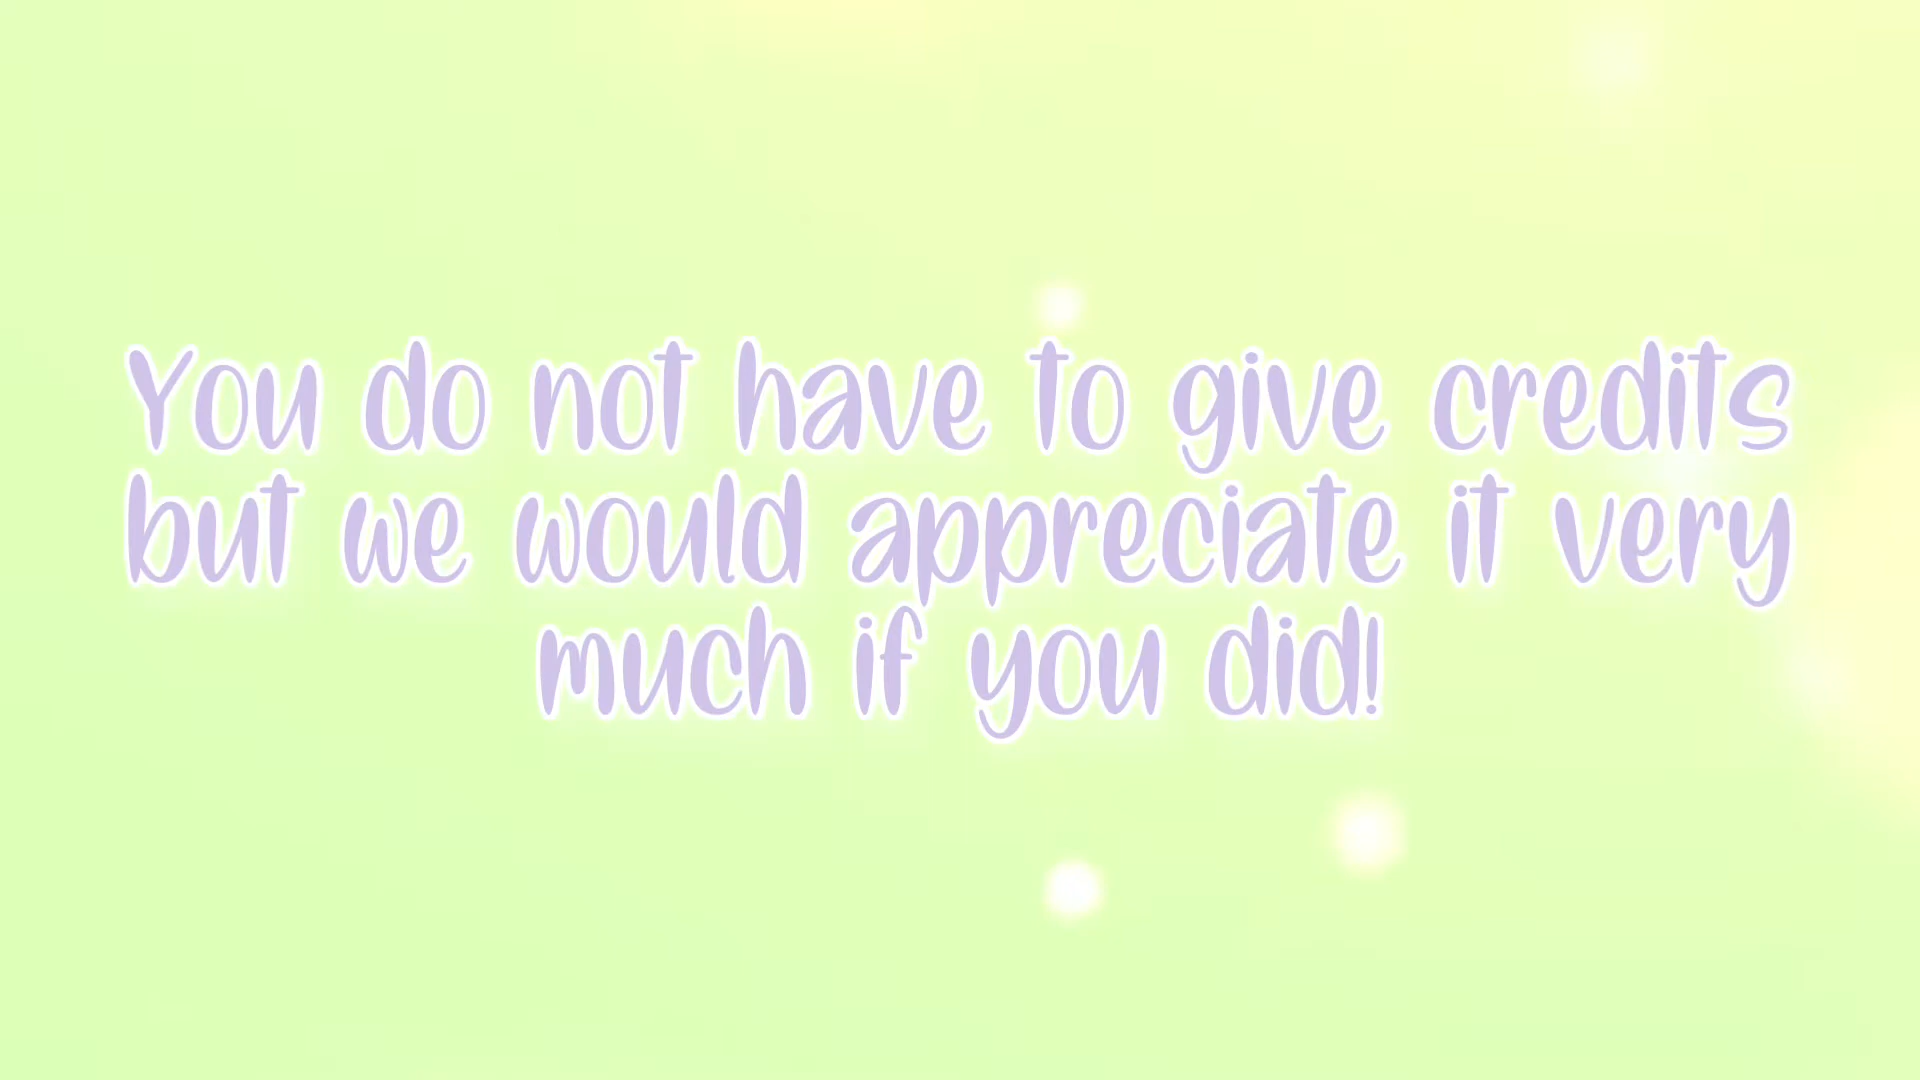 You do not have to give credits
but we would appreciate it very
much if you did!